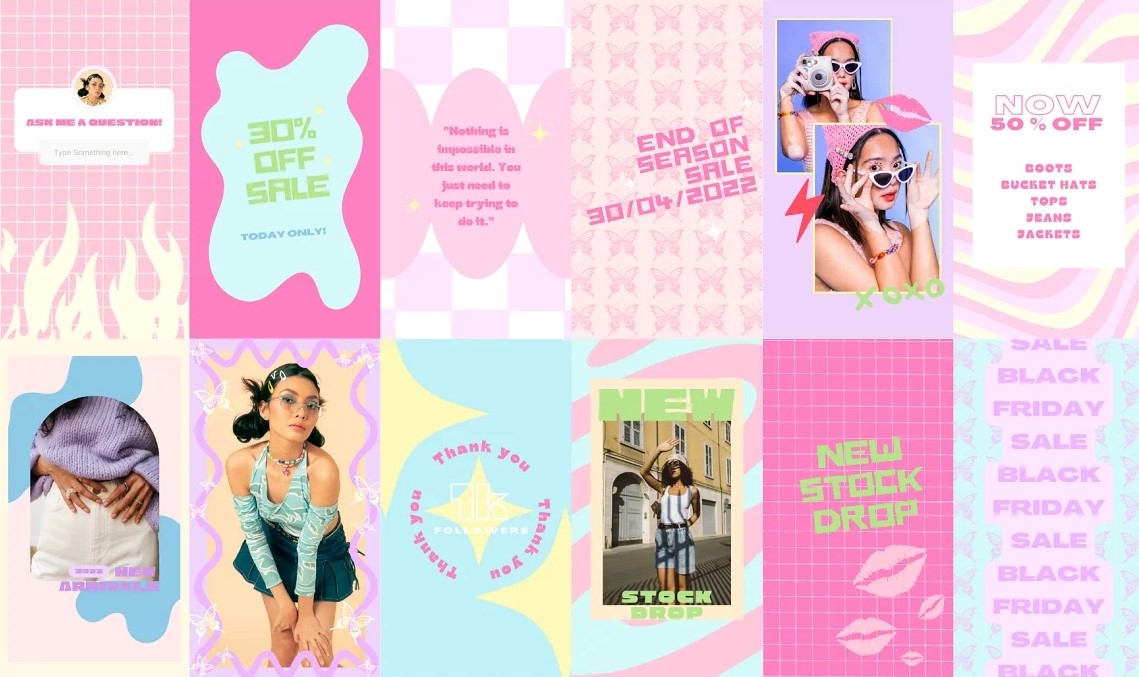 ASK ME A QUESTION!
Type Something here...
30%
OFF
SALE
TODAY ONLY!
"Nothing is
impossible in
this world. You
just need to
keep trying to
do it."
END OF
SEASON
SALE
30/04/2022
XOXO
NOW
50 % OFF
BOOTS
BUCKET HATS
TOPS
JEANS
JACKETS
2022 NEW
ARRIVALS
Thank you
Thank you
Thank you
1k
FOLLOWERS
NEW
STOCK
DROP
NEW
STOCK
DROP
SALE
BLACK
FRIDAY
SALE
BLACK
FRIDAY
SALE
BLACK
FRIDAY
SALE
BLACK